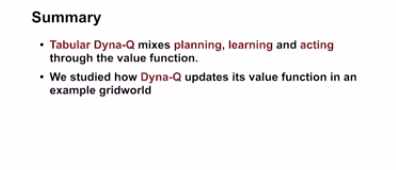 Summary
• Tabular Dyna-Q mixes planning, learning and acting
through the value function.
• We studied how Dyna-Q updates its value function in an
example gridworld